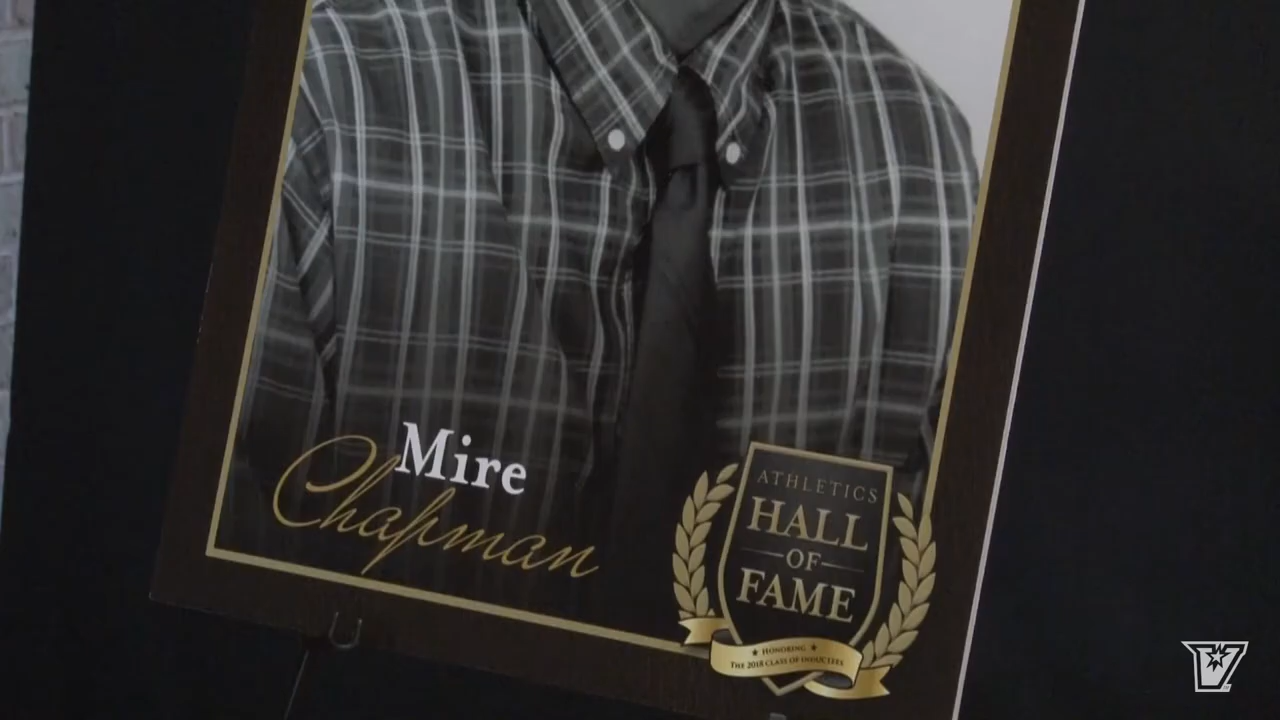 Mire
Chapman
ATHLETICS
HALL
OF
FAME
★ HONORING ★
THE 2018 CLASS OF INDUCTEES